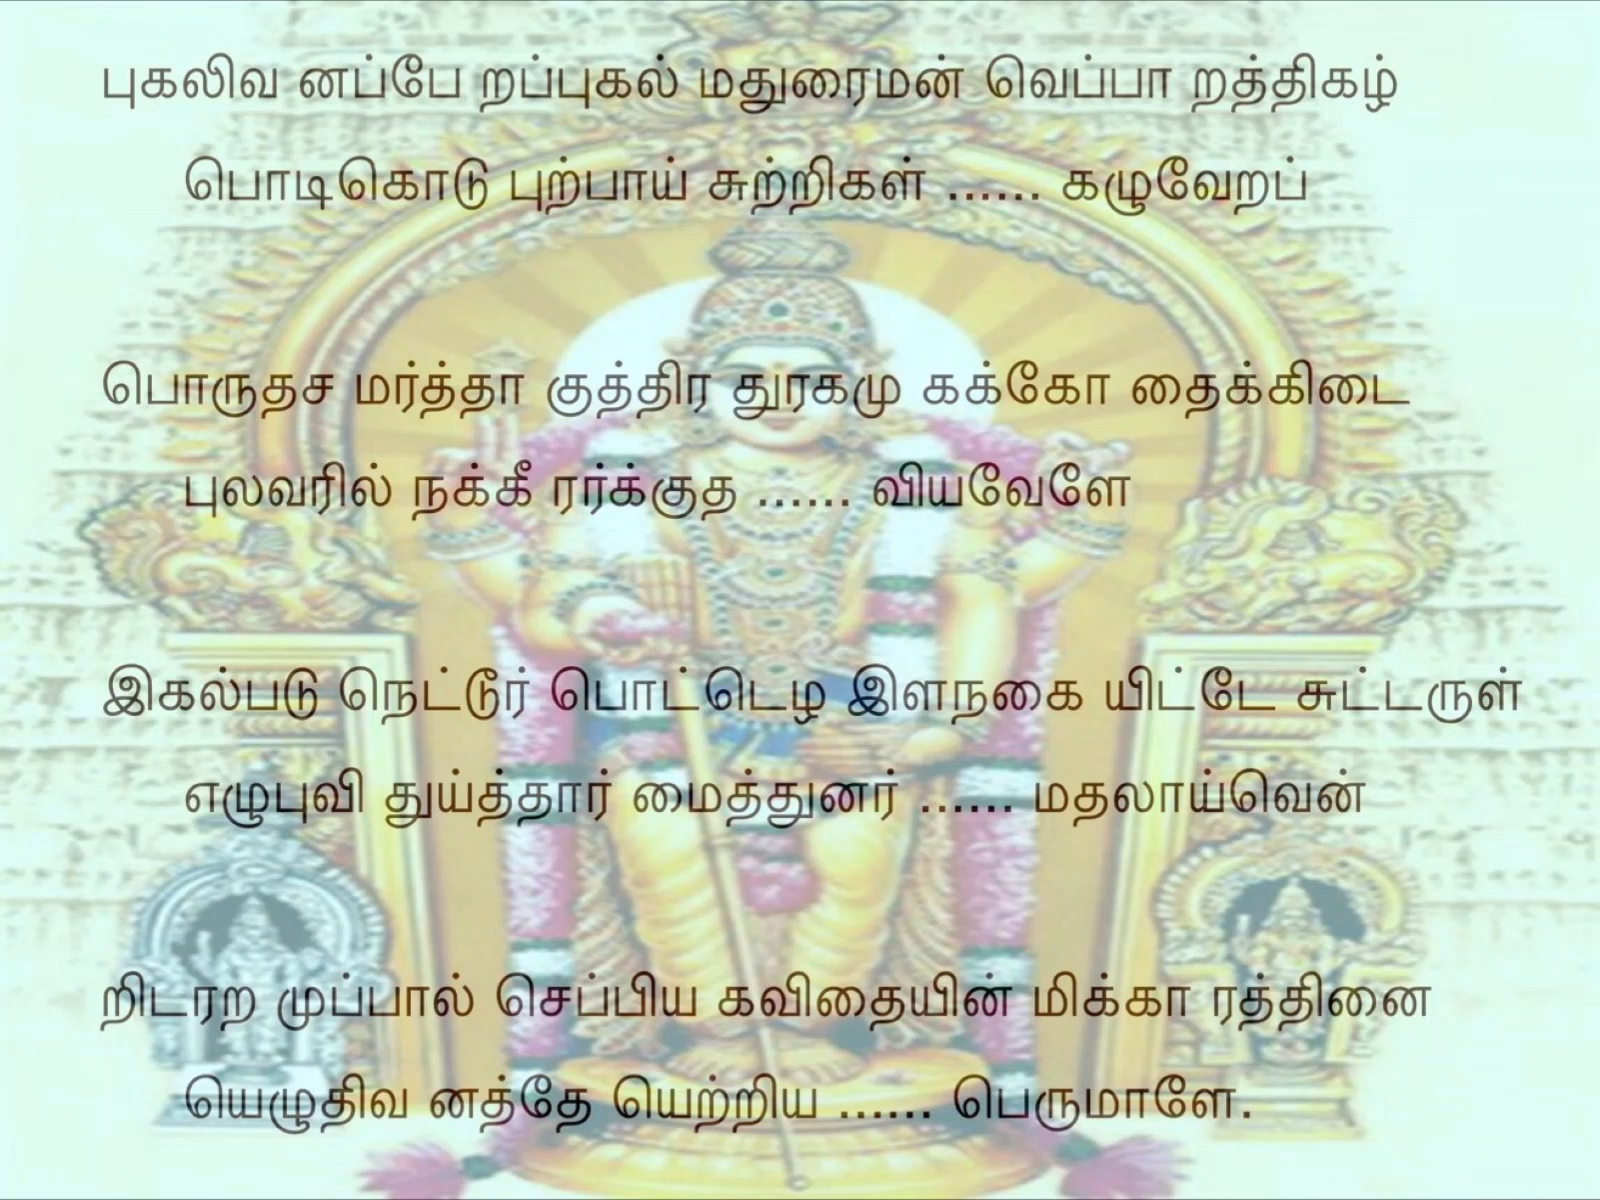 புகலிவ னப்பே றப்புகல் மதுரைமன் வெப்பா றத்திகழ்
பொடிகொடு புற்பாய் சுற்றிகள் ...... கழுவேறப்
பொருதச மர்த்தா குத்திர துரகமு கக்கோ தைக்கிடை
புலவரில் நக்கீ ரர்க்குத ...... வியவேளே
இகல்படு நெட்டூர் பொட்டெழ இளநகை யிட்டே சுட்டருள்
எழுபுவி துய்த்தார் மைத்துனர் ...... மதலாய்வென்
றிடரற முப்பால் செப்பிய கவிதையின் மிக்கா ரத்தினை
யெழுதிவ னத்தே யெற்றிய ...... பெருமாளே.